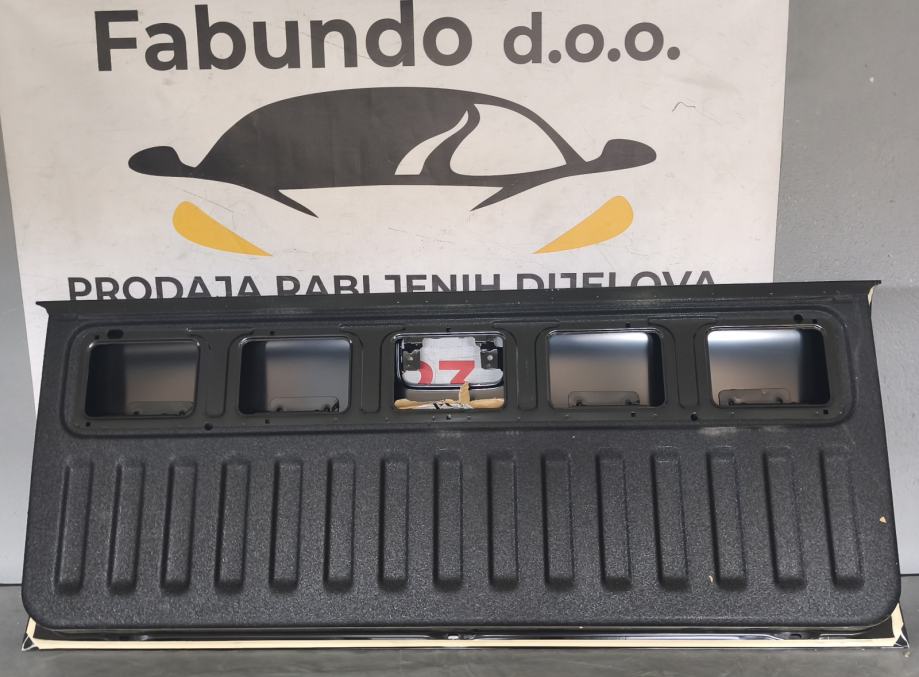 Fabundo d.o.o.
PRODAJA RABLJENIH DIJELOVA